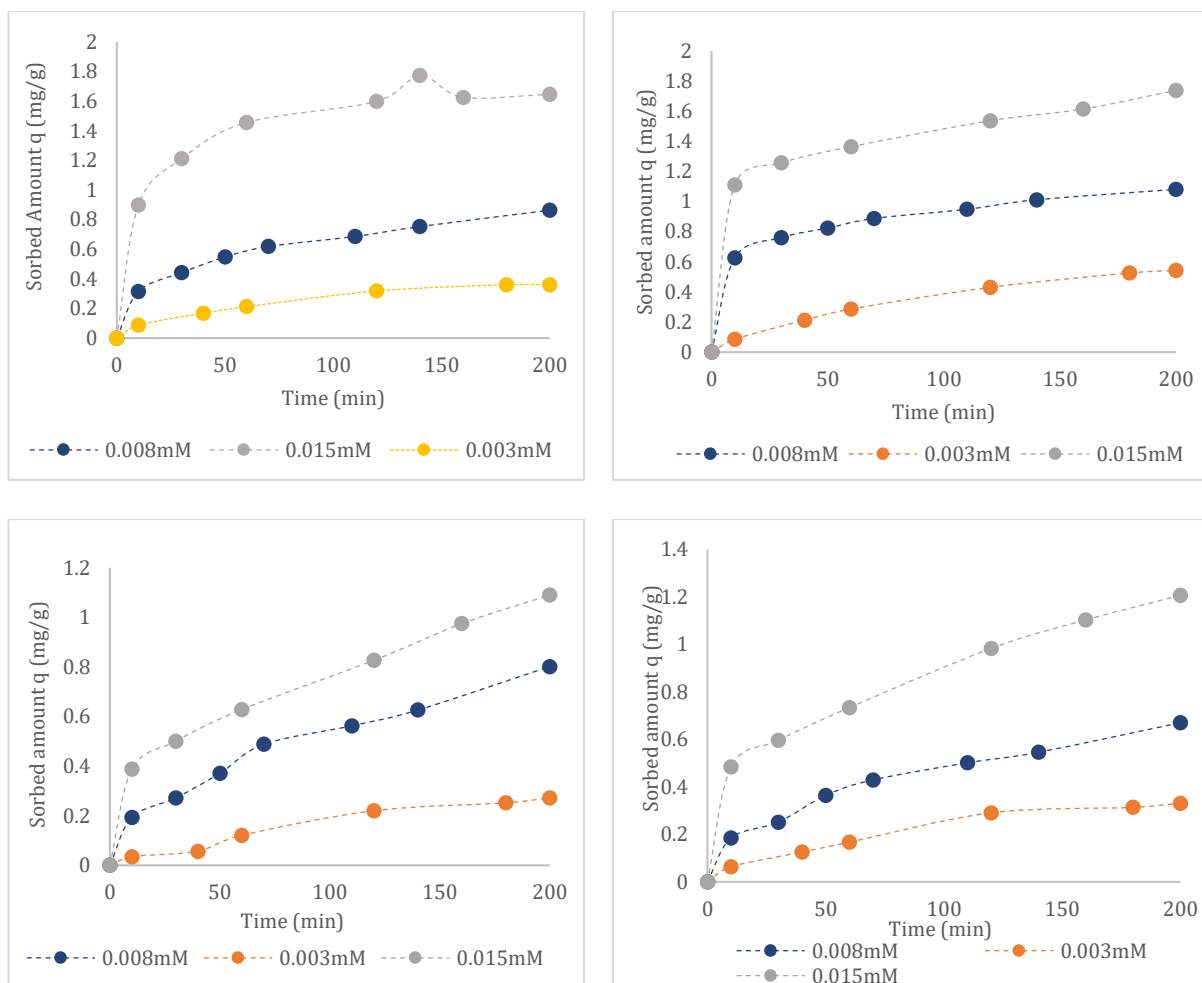 Sorbed Amount q (mg/g)
2
1.8
1.6
1.4
1.2
1
0.8
0.6
0.4
0.2
0
0 50 100 150 200
Time (min)
0.008mM 0.015mM 0.003mM
Sorbed amount q (mg/g)
2
1.8
1.6
1.4
1.2
1
0.8
0.6
0.4
0.2
0
0 50 100 150 200
Time (min)
0.008mM 0.003mM 0.015mM
Sorbed amount q (mg/g)
1.2
1
0.8
0.6
0.4
0.2
0
0 50 100 150 200
Time (min)
0.008mM 0.003mM 0.015mM
Sorbed amount q (mg/g)
1.4
1.2
1
0.8
0.6
0.4
0.2
0
0 50 100 150 200
Time (min)
0.008mM 0.003mM
0.015mM